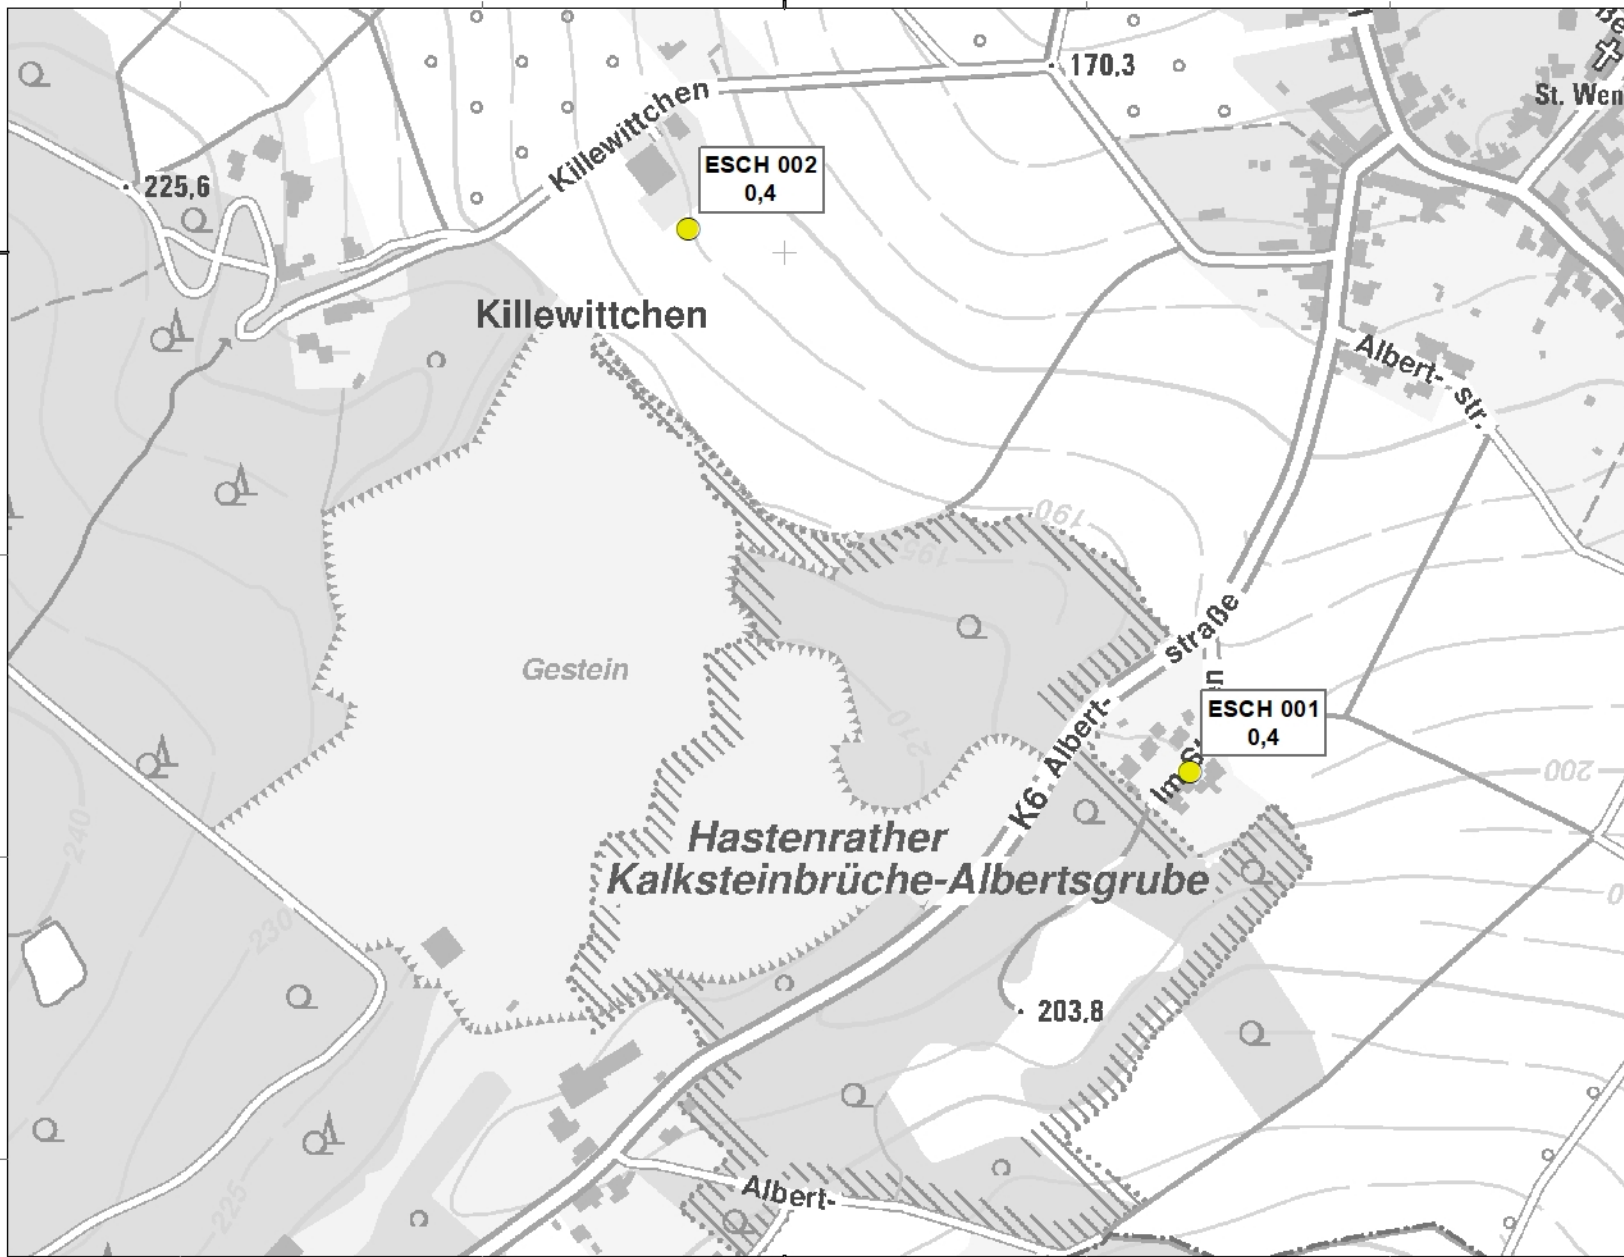 170,3
St. Wen
Killewittchen
ESCH 002
0,4
225,6
Killewittchen
Albert-
str.
190
195
straße
Gestein
210
ESCH 001
0,4
Albert-
K6
200
240
Hastenrather
Kalksteinbrüche-Albertsgrube
230
203,8
225
Albert-